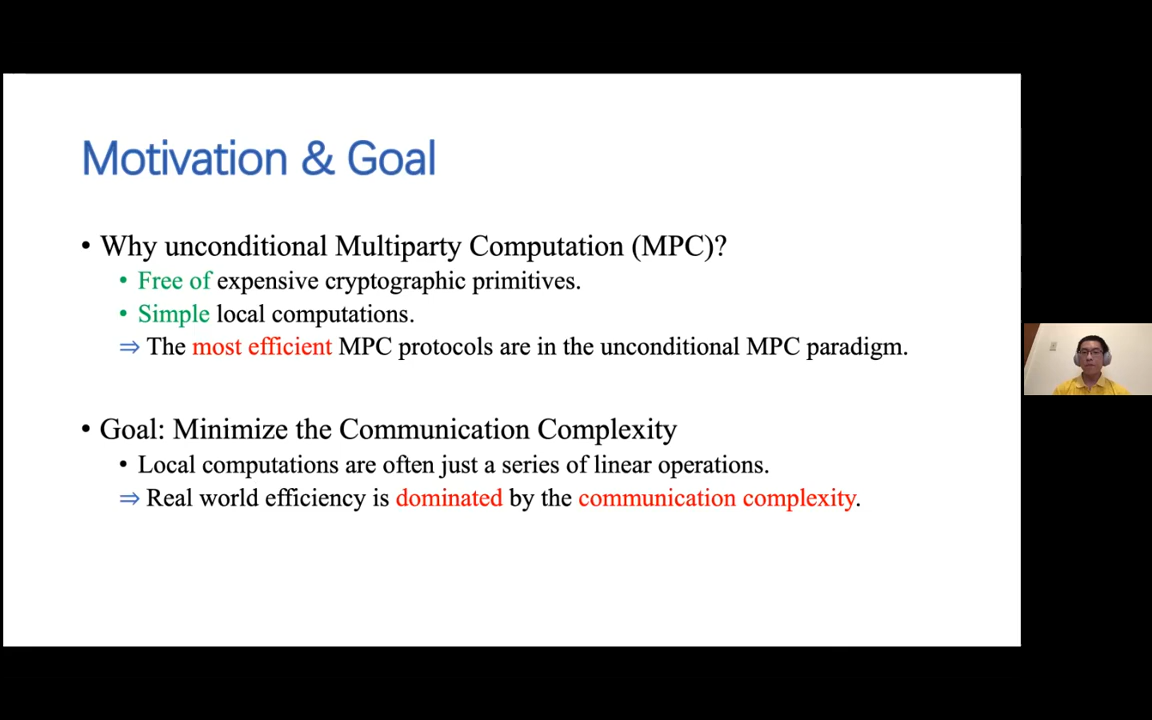 Motivation & Goal
• Why unconditional Multiparty Computation (MPC)?
• Free of expensive cryptographic primitives.
• Simple local computations.
⇒ The most efficient MPC protocols are in the unconditional MPC paradigm.
• Goal: Minimize the Communication Complexity
• Local computations are often just a series of linear operations.
⇒ Real world efficiency is dominated by the communication complexity.